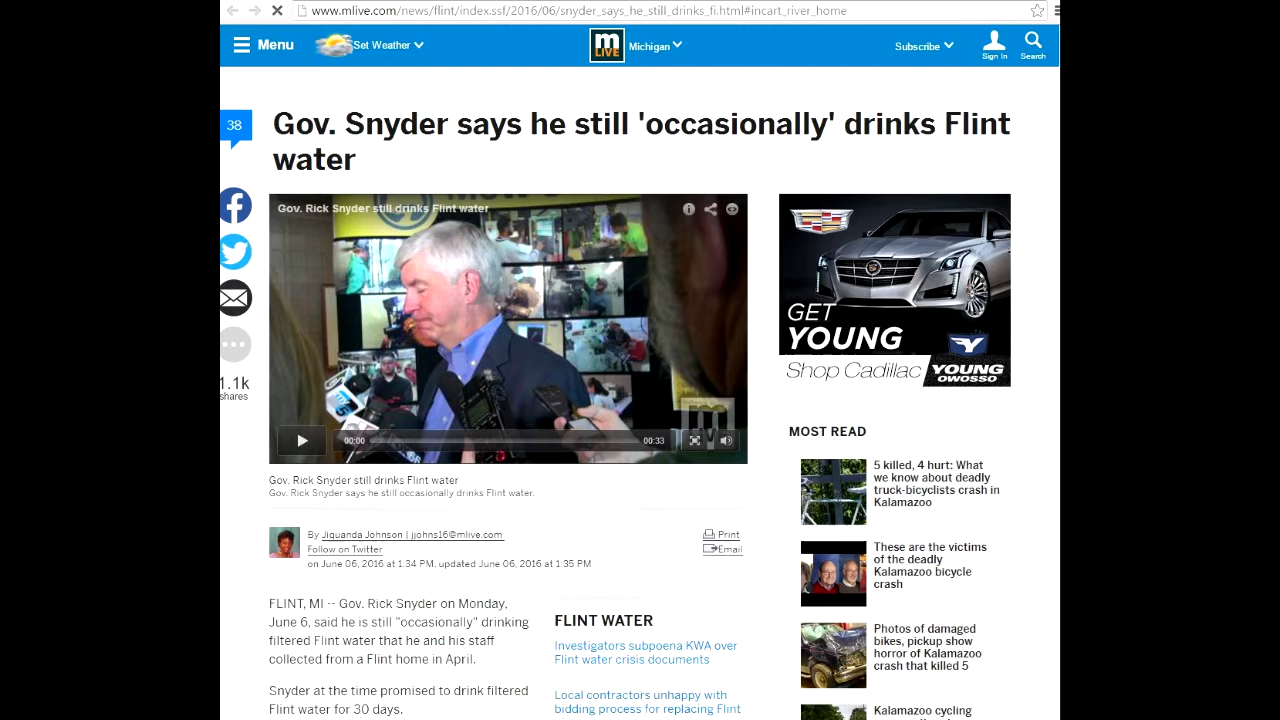 www.mlive.com/news/flint/index.ssf/2016/06/snyder_says_he_still_drinks_fi.html#incart_river_home
Menu
Set Weather
m
LIVE
Michigan
Subscribe
Sign In
Search
38
Gov. Snyder says he still 'occasionally' drinks Flint
water
Gov. Rick Snyder still drinks Flint water
00:00
00:33
1.1k
shares
Gov. Rick Snyder still drinks Flint water
Gov. Rick Snyder says he still occasionally drinks Flint water.
By Jiquanda Johnson | jjohns16@mlive.com
Follow on Twitter
on June 06, 2016 at 1:34 PM, updated June 06, 2016 at 1:35 PM
Print
Email
FLINT, MI -- Gov. Rick Snyder on Monday,
June 6, said he is still "occasionally" drinking
filtered Flint water that he and his staff
collected from a Flint home in April.
Snyder at the time promised to drink filtered
Flint water for 30 days.
FLINT WATER
Investigators subpoena KWA over
Flint water crisis documents
Local contractors unhappy with
bidding process for replacing Flint
GET
YOUNG
Shop Cadillac
YOUNG
OWOSSO
MOST READ
5 killed, 4 hurt: What
we know about deadly
truck-bicyclists crash in
Kalamazoo
These are the victims
of the deadly
Kalamazoo bicycle
crash
Photos of damaged
bikes, pickup show
horror of Kalamazoo
crash that killed 5
Kalamazoo cycling